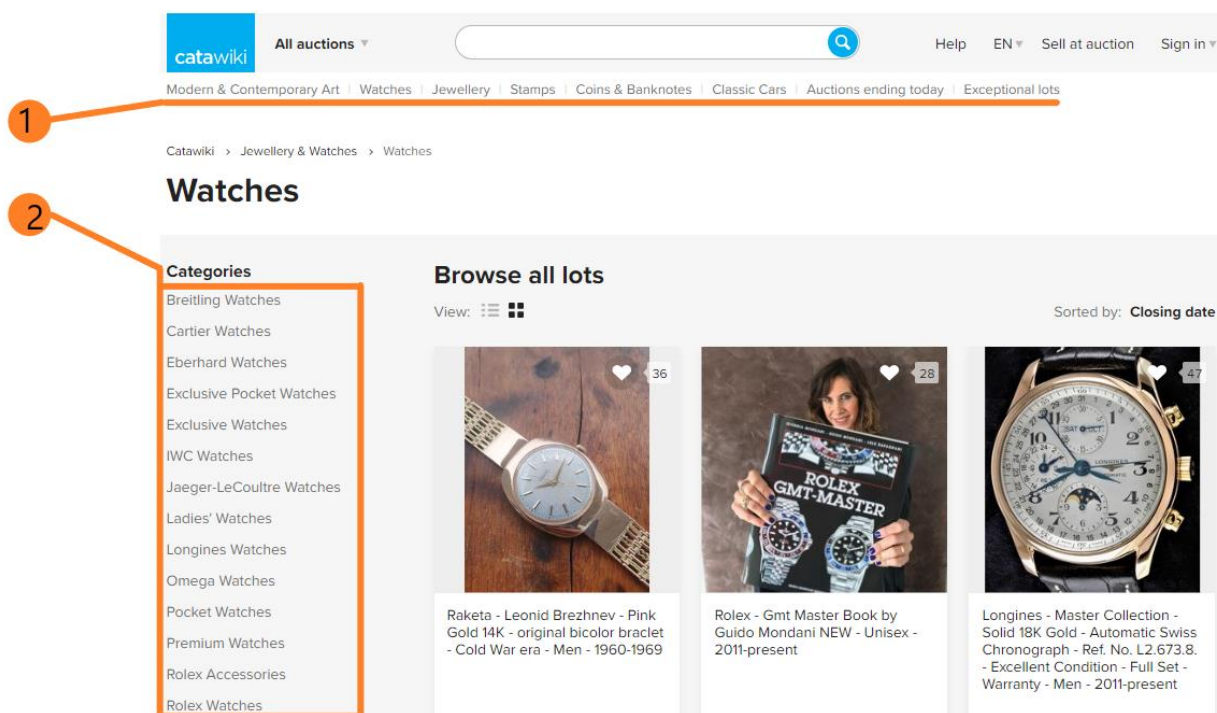 catawiki
All auctions
Help EN Sell at auction Sign in
Modern & Contemporary Art Watches Jewellery Stamps Coins & Banknotes Classic Cars Auctions ending today Exceptional lots
1
Catawiki > Jewellery & Watches > Watches
Watches
2
Categories
Breitling Watches
Cartier Watches
Eberhard Watches
Exclusive Pocket Watches
Exclusive Watches
IWC Watches
Jaeger-LeCoultre Watches
Ladies' Watches
Longines Watches
Omega Watches
Pocket Watches
Premium Watches
Rolex Accessories
Rolex Watches
Browse all lots
View:
Sorted by: Closing date
36
ROLEX
GMT-MASTER
28
47
SAT OCT
LONGINES
Raketa - Leonid Brezhnev - Pink
Gold 14K - original bicolor braclet
- Cold War era - Men - 1960-1969
Rolex - Gmt Master Book by
Guido Mondani NEW - Unisex -
2011-present
Longines - Master Collection -
Solid 18K Gold - Automatic Swiss
Chronograph - Ref. No. L2.673.8.
- Excellent Condition - Full Set -
Warranty - Men - 2011-present